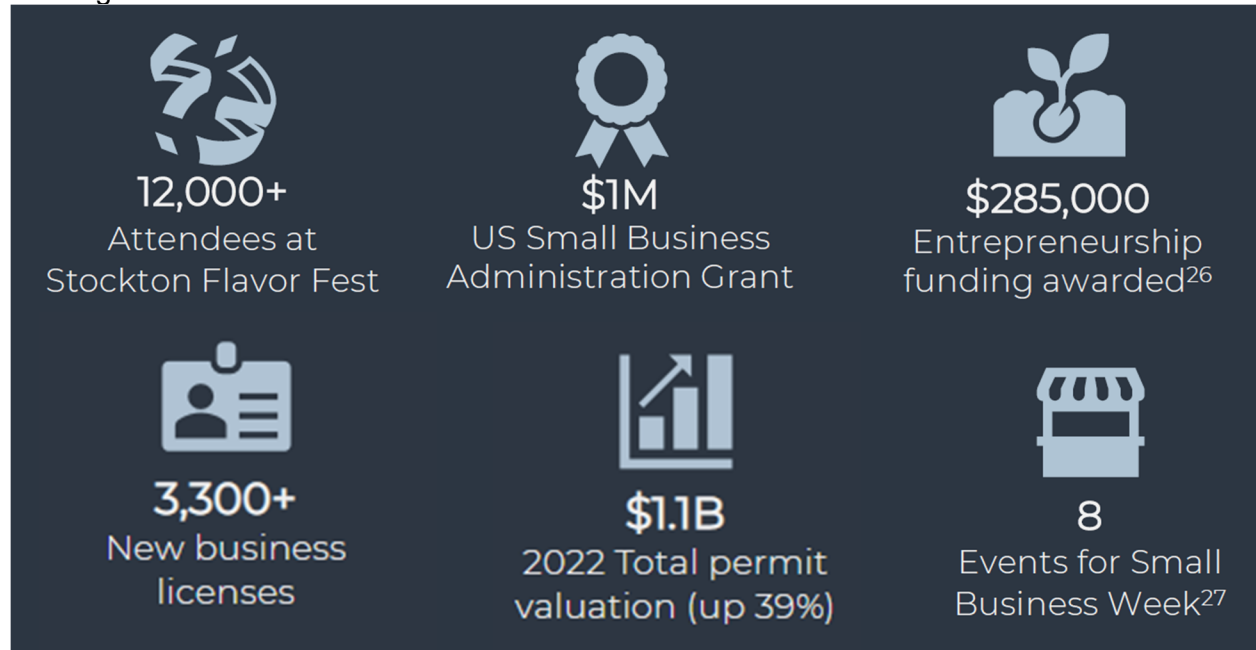 12,000+
Attendees at
Stockton Flavor Fest
$1M
US Small Business
Administration Grant
$285,000
Entrepreneurship
funding awarded²⁶
3,300+
New business
licenses
$1.1B
2022 Total permit
valuation (up 39%)
8
Events for Small
Business Week²⁷